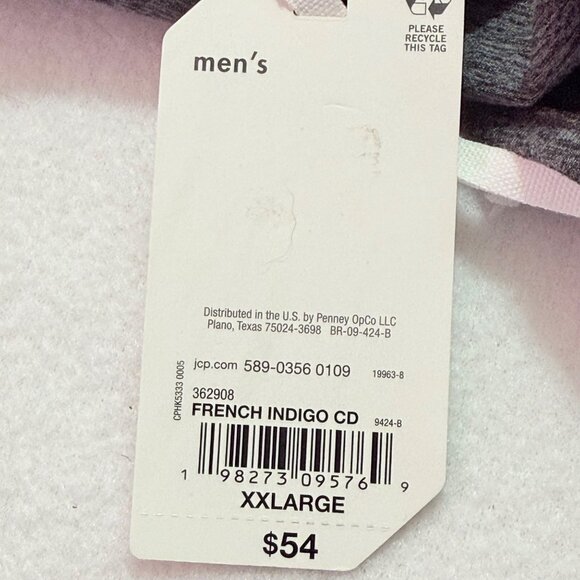 PLEASE
RECYCLE
THIS TAG
men's
Distributed in the U.S. by Penney OpCo LLC
Plano, Texas 75024-3698 BR-09-424-B
jcp.com 589-0356 0109 19963-8
CPHK5333 0005
362908
FRENCH INDIGO CD 9424-B
1 98273 09576 9
XXLARGE
$54